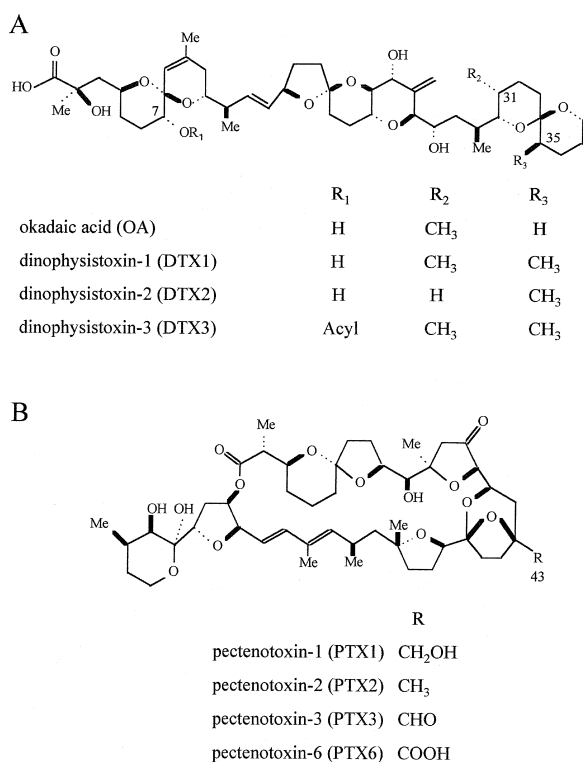 A
Me
O
HO
Me
OH
O
7
O
OR₁
Me
O
O
OH
O
OH
Me
R₂
31
O
O
35
R₃
R₁ R₂ R₃
okadaic acid (OA) H CH₃ H
dinophysistoxin-1 (DTX1) H CH₃ CH₃
dinophysistoxin-2 (DTX2) H H CH₃
dinophysistoxin-3 (DTX3) Acyl CH₃ CH₃
B
Me
O
O
O
O
Me
OH
O
O
O
O
OH
OH
Me
O
O
Me
Me
Me
O
R
43
R
pectenotoxin-1 (PTX1) CH₂OH
pectenotoxin-2 (PTX2) CH₃
pectenotoxin-3 (PTX3) CHO
pectenotoxin-6 (PTX6) COOH